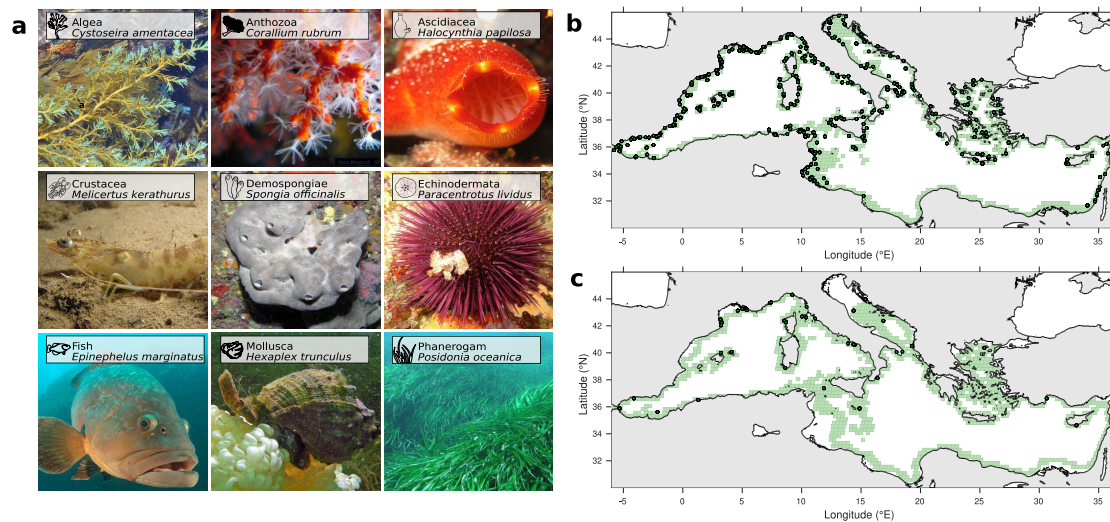 a
Algea
Cystoseira amentacea
Anthozoa
Corallium rubrum
Ascidiacea
Halocynthia papilosa
a
Crustacea
Melicertus kerathurus
Demospongiae
Spongia officinalis
Echinodermata
Paracentrotus lividus
Fish
Epinephelus marginatus
Mollusca
Hexaplex trunculus
Phanerogam
Posidonia oceanica
b
Latitude (°N)
44
42
40
38
36
34
32
-5 0 5 10 15 20 25 30 35
Longitude (°E)
c
Latitude (°N)
44
42
40
38
36
34
32
-5 0 5 10 15 20 25 30 35
Longitude (°E)